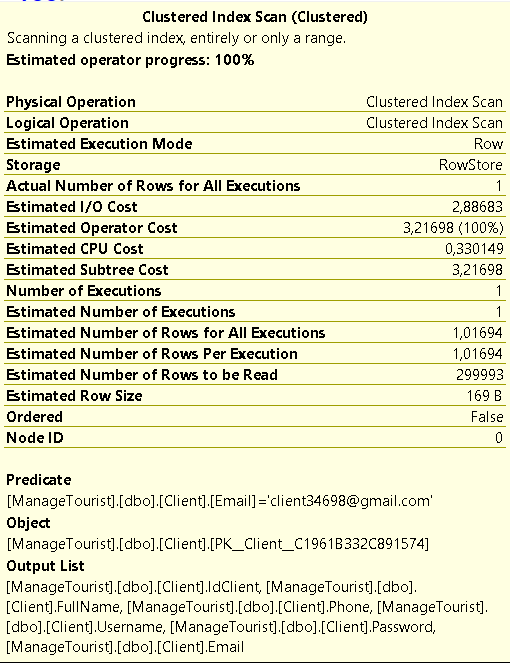 Clustered Index Scan (Clustered)
Scanning a clustered index, entirely or only a range.
Estimated operator progress: 100%
Physical Operation Clustered Index Scan
Logical Operation Clustered Index Scan
Estimated Execution Mode Row
Storage RowStore
Actual Number of Rows for All Executions 1
Estimated I/O Cost 2,88683
Estimated Operator Cost 3,21698 (100%)
Estimated CPU Cost 0,330149
Estimated Subtree Cost 3,21698
Number of Executions 1
Estimated Number of Executions 1
Estimated Number of Rows for All Executions 1,01694
Estimated Number of Rows Per Execution 1,01694
Estimated Number of Rows to be Read 299993
Estimated Row Size 169 B
Ordered False
Node ID 0
Predicate
[ManageTourist].[dbo].[Client].[Email]='client34698@gmail.com'
Object
[ManageTourist].[dbo].[Client].[PK__Client__C1961B332C891574]
Output List
[ManageTourist].[dbo].[Client].IdClient, [ManageTourist].[dbo].
[Client].FullName, [ManageTourist].[dbo].[Client].Phone, [ManageTourist].
[dbo].[Client].Username, [ManageTourist].[dbo].[Client].Password,
[ManageTourist].[dbo].[Client].Email